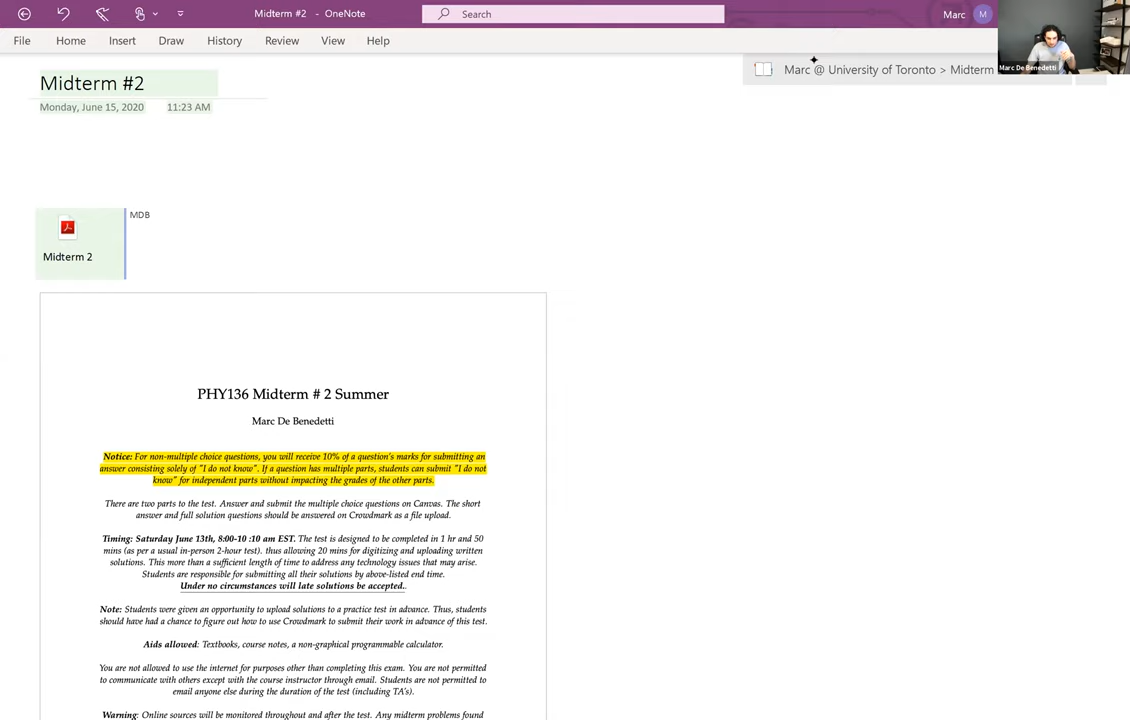 Midterm #2 - OneNote
Search
Marc M
File Home Insert Draw History Review View Help
Marc De Benedetti
Marc @ University of Toronto > Midterm
Midterm #2
Monday, June 15, 2020 11:23 AM
MDB
Midterm 2
PHY136 Midterm # 2 Summer
Marc De Benedetti
Notice: For non-multiple choice questions, you will receive 10% of a question's marks for submitting an
answer consisting solely of "I do not know". If a question has multiple parts, students can submit "I do not
know" for independent parts without impacting the grades of the other parts.
There are two parts to the test. Answer and submit the multiple choice questions on Canvas. The short
answer and full solution questions should be answered on Crowdmark as a file upload.
Timing: Saturday June 13th, 8:00-10 :10 am EST. The test is designed to be completed in 1 hr and 50
mins (as per a usual in-person 2-hour test). thus allowing 20 mins for digitizing and uploading written
solutions. This more than a sufficient length of time to address any technology issues that may arise.
Students are responsible for submitting all their solutions by above-listed end time.
Under no circumstances will late solutions be accepted..
Note: Students were given an opportunity to upload solutions to a practice test in advance. Thus, students
should have had a chance to figure out how to use Crowdmark to submit their work in advance of this test.
Aids allowed: Textbooks, course notes, a non-graphical programmable calculator.
You are not allowed to use the internet for purposes other than completing this exam. You are not permitted
to communicate with others except with the course instructor through email. Students are not permitted to
email anyone else during the duration of the test (including TA's).
Warning: Online sources will be monitored throughout and after the test. Any midterm problems found